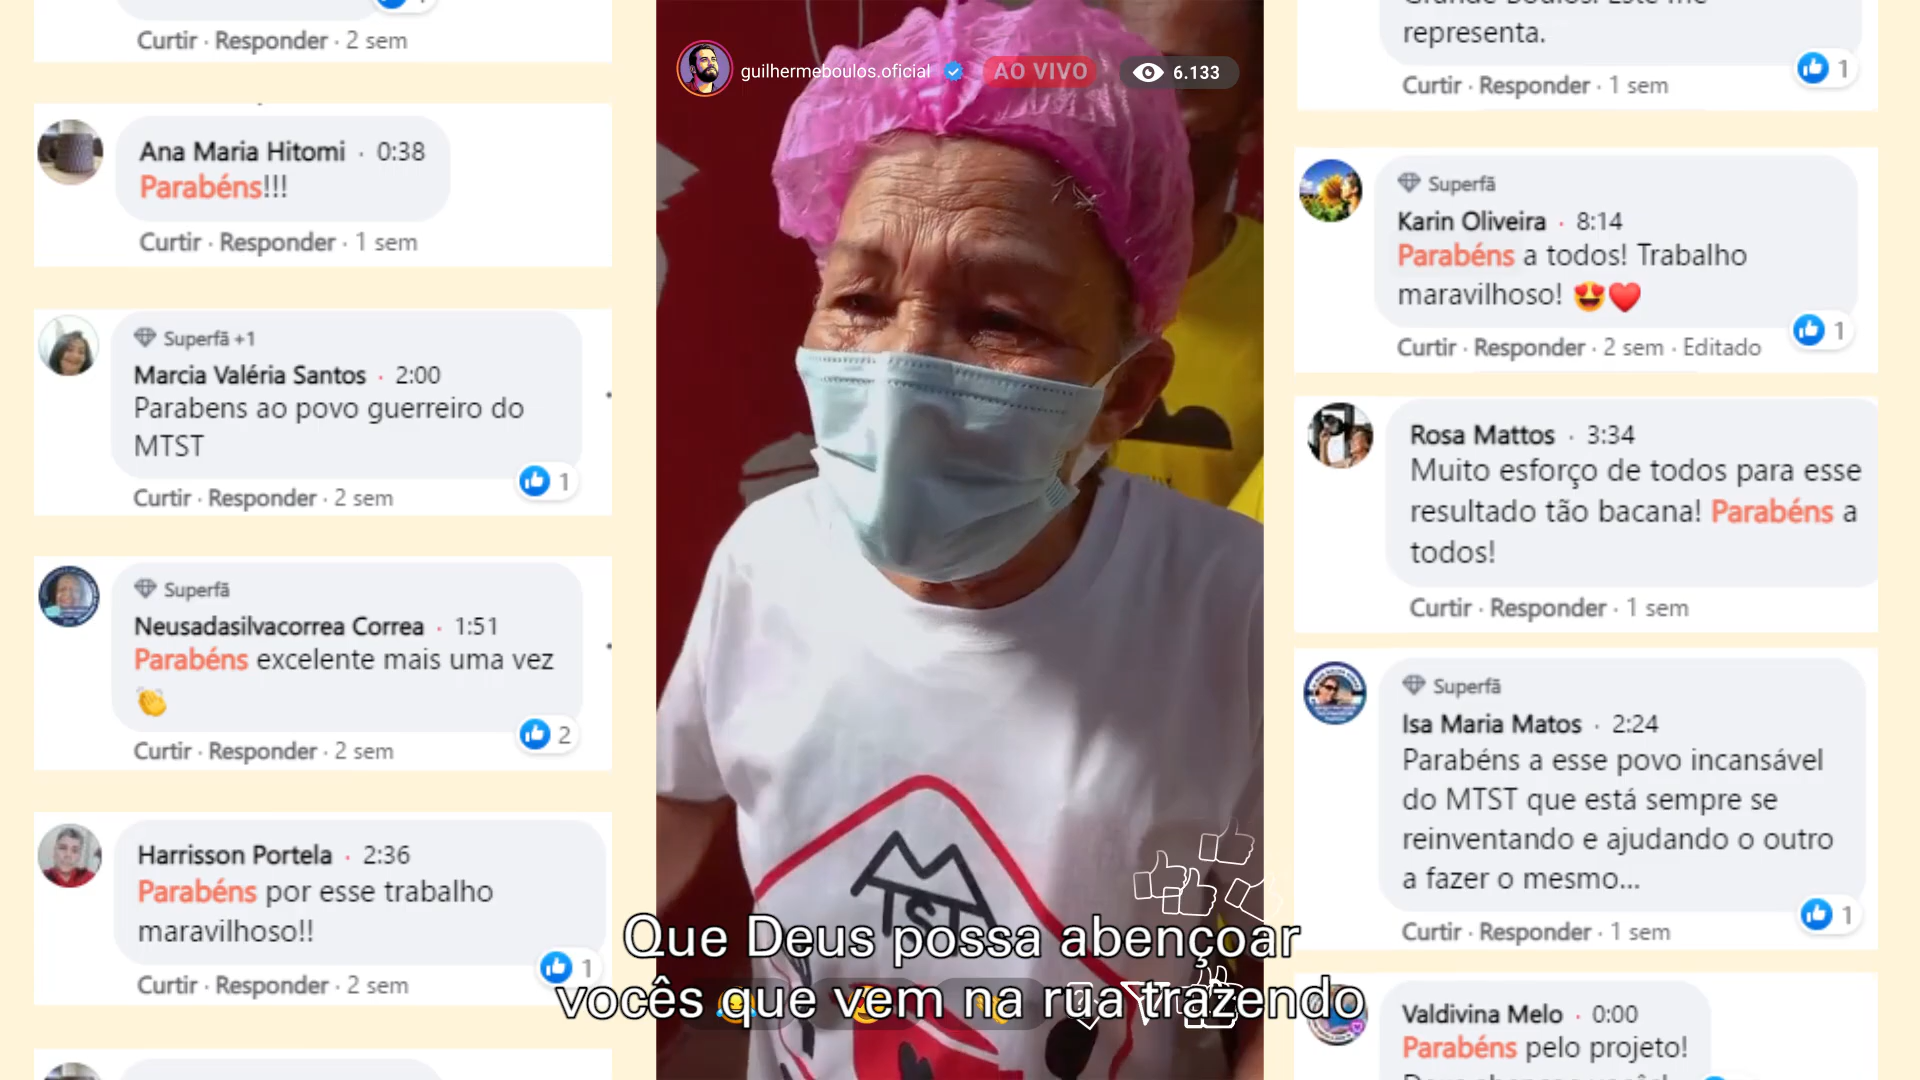 Curtir · Responder · 2 sem
Ana Maria Hitomi · 0:38
Parabéns!!!
Curtir · Responder · 1 sem
Superfã +1
Marcia Valéria Santos · 2:00
Parabens ao povo guerreiro do
MTST
1
Curtir · Responder · 2 sem
Superfã
Neusadasilvacorrea Correa · 1:51
Parabéns excelente mais uma vez
2
Curtir · Responder · 2 sem
Harrisson Portela · 2:36
Parabéns por esse trabalho
maravilhoso!!
1
Curtir · Responder · 2 sem
guilhermeboulos.oficial
AO VIVO
6.133
MTST
Que Deus possa abençoar
vocês que vem na rua trazendo
representa.
1
Curtir · Responder · 1 sem
Superfã
Karin Oliveira · 8:14
Parabéns a todos! Trabalho
maravilhoso!
1
Curtir · Responder · 2 sem · Editado
Rosa Mattos · 3:34
Muito esforço de todos para esse
resultado tão bacana! Parabéns a
todos!
Curtir · Responder · 1 sem
Superfã
Isa Maria Matos · 2:24
Parabéns a esse povo incansável
do MTST que está sempre se
reinventando e ajudando o outro
a fazer o mesmo...
1
Curtir · Responder · 1 sem
Valdivina Melo · 0:00
Parabéns pelo projeto!